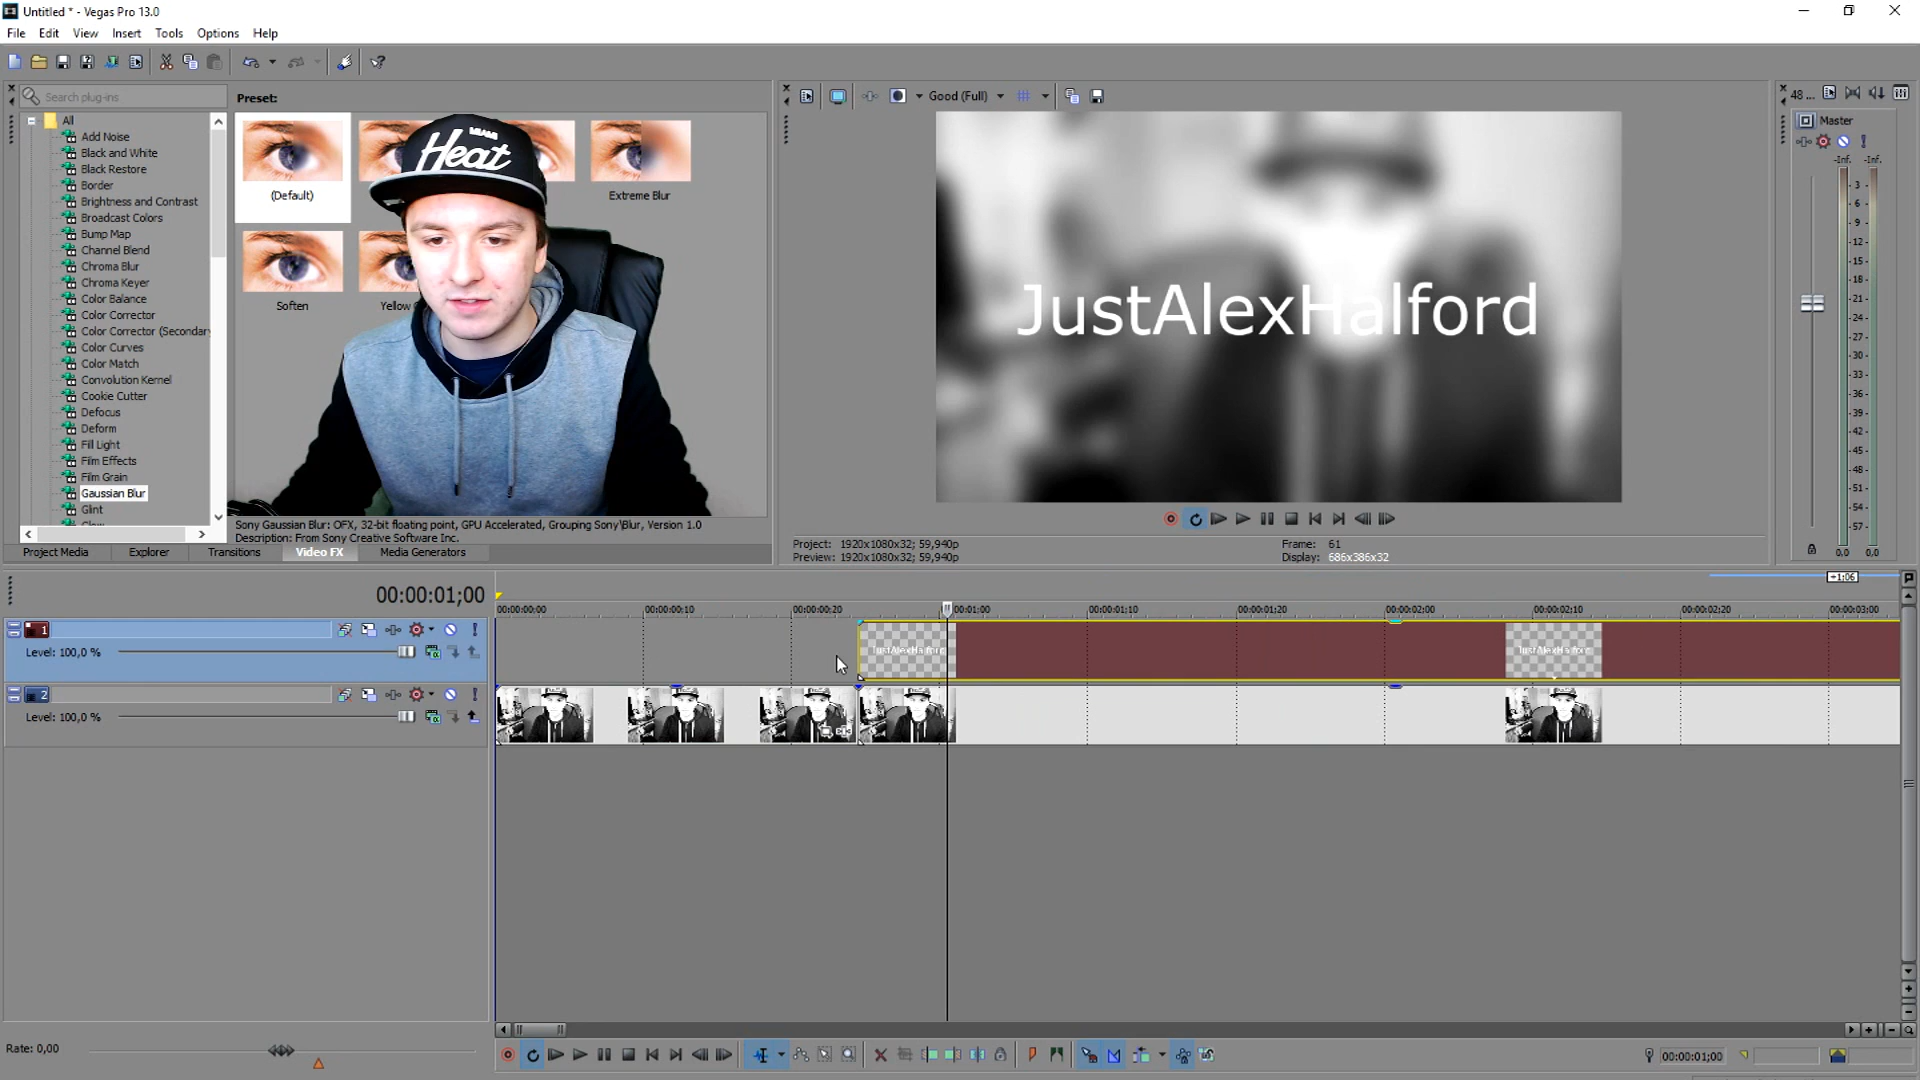 Untitled * - Vegas Pro 13.0
File Edit View Insert Tools Options Help
Search plug-ins
Preset:
All
Add Noise
Black and White
Black Restore
Border
Brightness and Contrast
Broadcast Colors
Bump Map
Channel Blend
Chroma Blur
Chroma Keyer
Color Balance
Color Corrector
Color Corrector (Secondary
Color Curves
Color Match
Convolution Kernel
Cookie Cutter
Defocus
Deform
Fill Light
Film Effects
Film Grain
Gaussian Blur
Glint
(Default)
Extreme Blur
Soften
Yellow
MIAMI
Heat
Sony Gaussian Blur: OFX, 32-bit floating point, GPU Accelerated, Grouping Sony\Blur, Version 1.0
Description: From Sony Creative Software Inc.
Project Media Explorer Transitions Video FX Media Generators
Good (Full)
JustAlexHalford
Project: 1920x1080x32; 59,940p
Preview: 1920x1080x32; 59,940p
Frame: 61
Display: 686x386x32
48 ...
Master
-Inf. -Inf.
3
6
9
12
15
18
21
24
27
30
33
36
39
42
45
48
51
54
57
0,0 0,0
00:00:01;00
+1:06
00:00:00;00 00:00:00;10 00:00:00;20 00:00:01;00 00:00:01;10 00:00:01;20 00:00:02;00 00:00:02;10 00:00:02;20 00:00:03;00
1
Level: 100,0 %
JustAlexHalford JustAlexHalford
2
Level: 100,0 %
Rate: 0,00
00:00:01;00